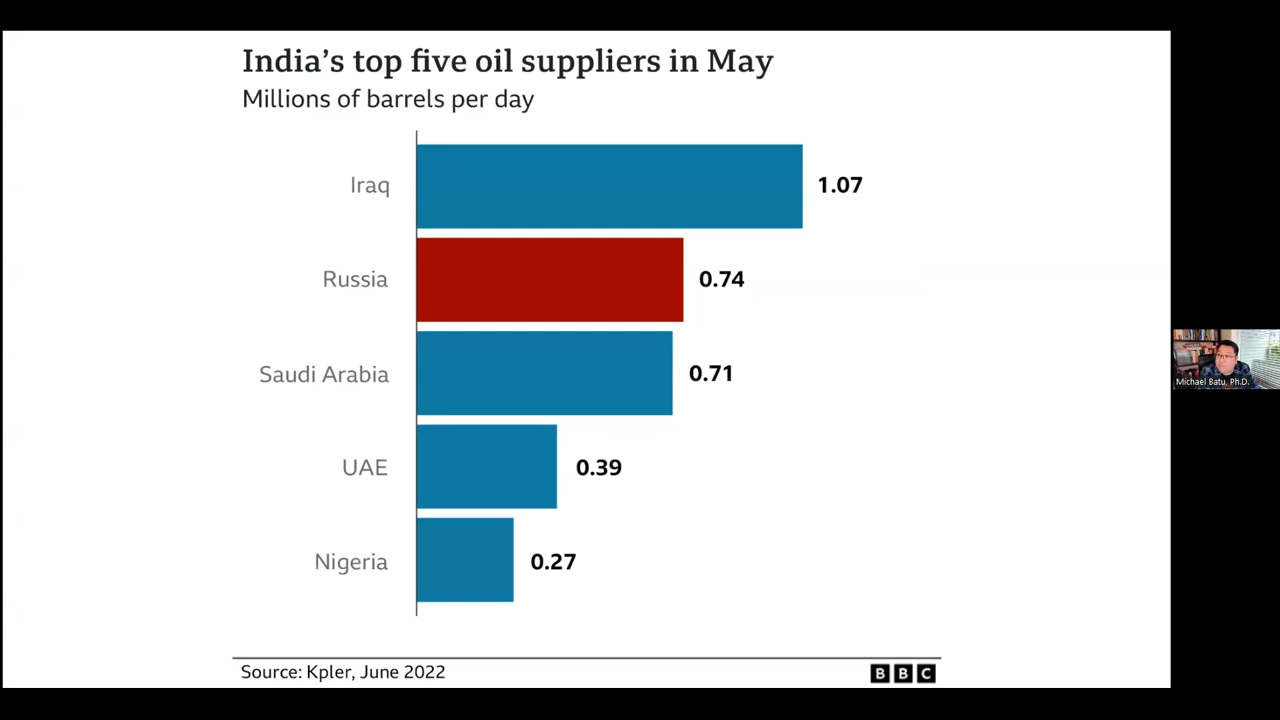 India's top five oil suppliers in May
Millions of barrels per day
Iraq
1.07
Russia
0.74
Saudi Arabia
0.71
UAE
0.39
Nigeria
0.27
Michael Batu, Ph.D.
Source: Kpler, June 2022
BBC